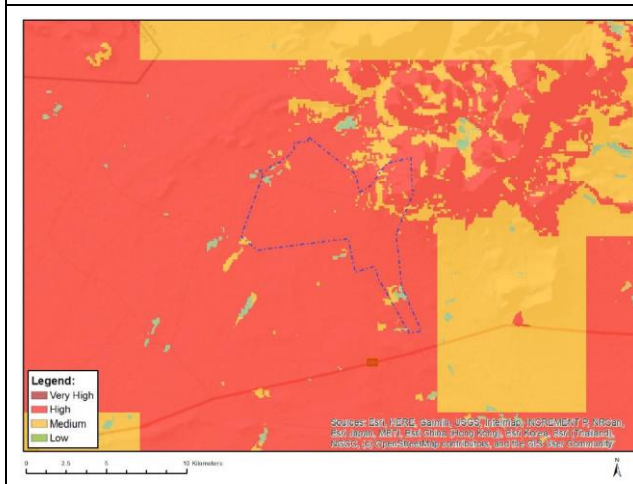 Legend:
Very High
High
Medium
Low
Sources: Esri, HERE, Garmin, USGS, Intermap, INCREMENT P, NRCan,
Esri Japan, METI, Esri China (Hong Kong), Esri Korea, Esri (Thailand),
NGCC, (c) OpenStreetMap contributors, and the GIS User Community
0 2.5 5 10 Kilometers
N